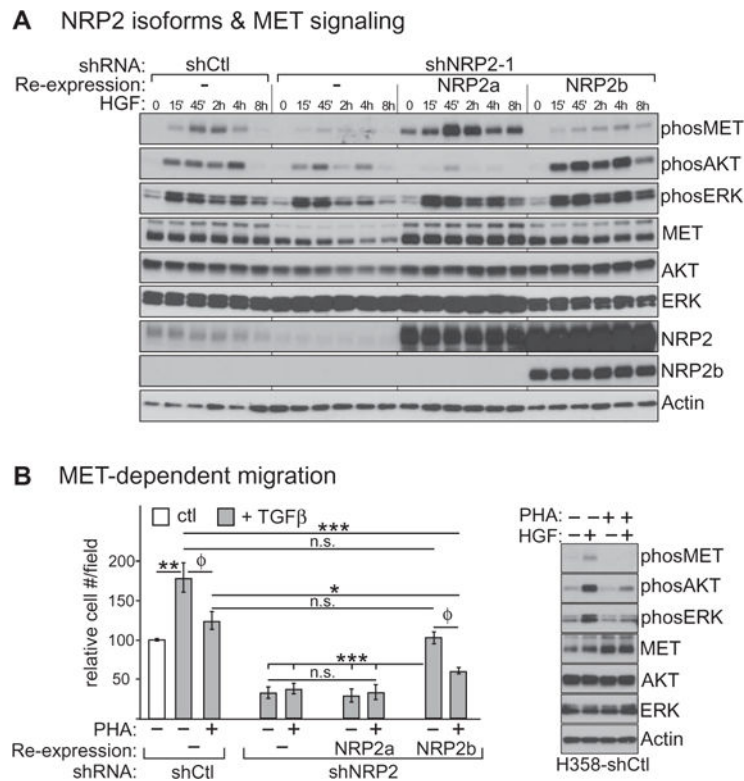 A NRP2 isoforms & MET signaling
shRNA: shCtl shNRP2-1
Re-expression: - - NRP2a NRP2b
HGF: 0 15' 45' 2h 4h 8h 0 15' 45' 2h 4h 8h 0 15' 45' 2h 4h 8h 0 15' 45' 2h 4h 8h
phosMET
phosAKT
phosERK
MET
AKT
ERK
NRP2
NRP2b
Actin
B MET-dependent migration
ctl + TGFβ
relative cell #/field
200
150
100
50
** ϕ
***
n.s.
*
n.s.
ϕ
***
n.s.
PHA: - - + - + - + - +
Re-expression: - - NRP2a NRP2b
shRNA: shCtl shNRP2
PHA: - - + +
HGF: - + - +
phosMET
phosAKT
phosERK
MET
AKT
ERK
Actin
H358-shCtl